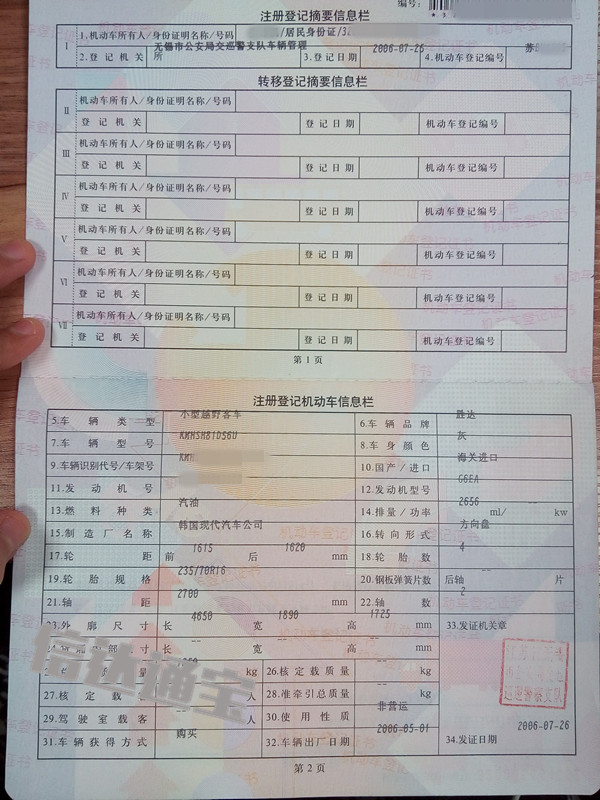 编号:
注册登记摘要信息栏
I 1.机动车所有人/身份证明名称/号码 /居民身份证/32
2.登记机关 无锡市公安局交巡警支队车辆管理所 3.登记日期 2006-07-26 4.机动车登记编号 苏
转移登记摘要信息栏
II 机动车所有人/身份证明名称/号码
登记机关 登记日期 机动车登记编号
III 机动车所有人/身份证明名称/号码
登记机关 登记日期 机动车登记编号
IV 机动车所有人/身份证明名称/号码
登记机关 登记日期 机动车登记编号
V 机动车所有人/身份证明名称/号码
登记机关 登记日期 机动车登记编号
VI 机动车所有人/身份证明名称/号码
登记机关 登记日期 机动车登记编号
VII 机动车所有人/身份证明名称/号码
登记机关 登记日期 机动车登记编号
第1页
注册登记机动车信息栏
5.车辆类型 小型越野客车 6.车辆品牌 胜达
7.车辆型号 KMHSH81DS6U 8.车身颜色 灰
9.车辆识别代号/车架号 KMH 10.国产/进口 海关进口
11.发动机号 12.发动机型号 G6EA
13.燃料种类 汽油 14.排量/功率 2656 ml/ kw
15.制造厂名称 韩国现代汽车公司 16.转向形式 方向盘
17.轮距 前 1615 后 1620 mm 18.轮胎数 4
19.轮胎规格 235/70R16 20.钢板弹簧片数 后轴 -- 片
21.轴距 2700 mm 22.轴数 2
23.外廓尺寸 长 4650 宽 1890 高 1725 mm 33.发证机关章
长 -- 宽 -- 高 -- mm
kg 26.核定载质量 -- kg
27.核定载客 人 28.准牵引总质量 -- kg
29.驾驶室载客 -- 人 30.使用性质 非营运
31.车辆获得方式 购买 32.车辆出厂日期 2006-05-01 34.发证日期 2006-07-26
第2页
信达通宝